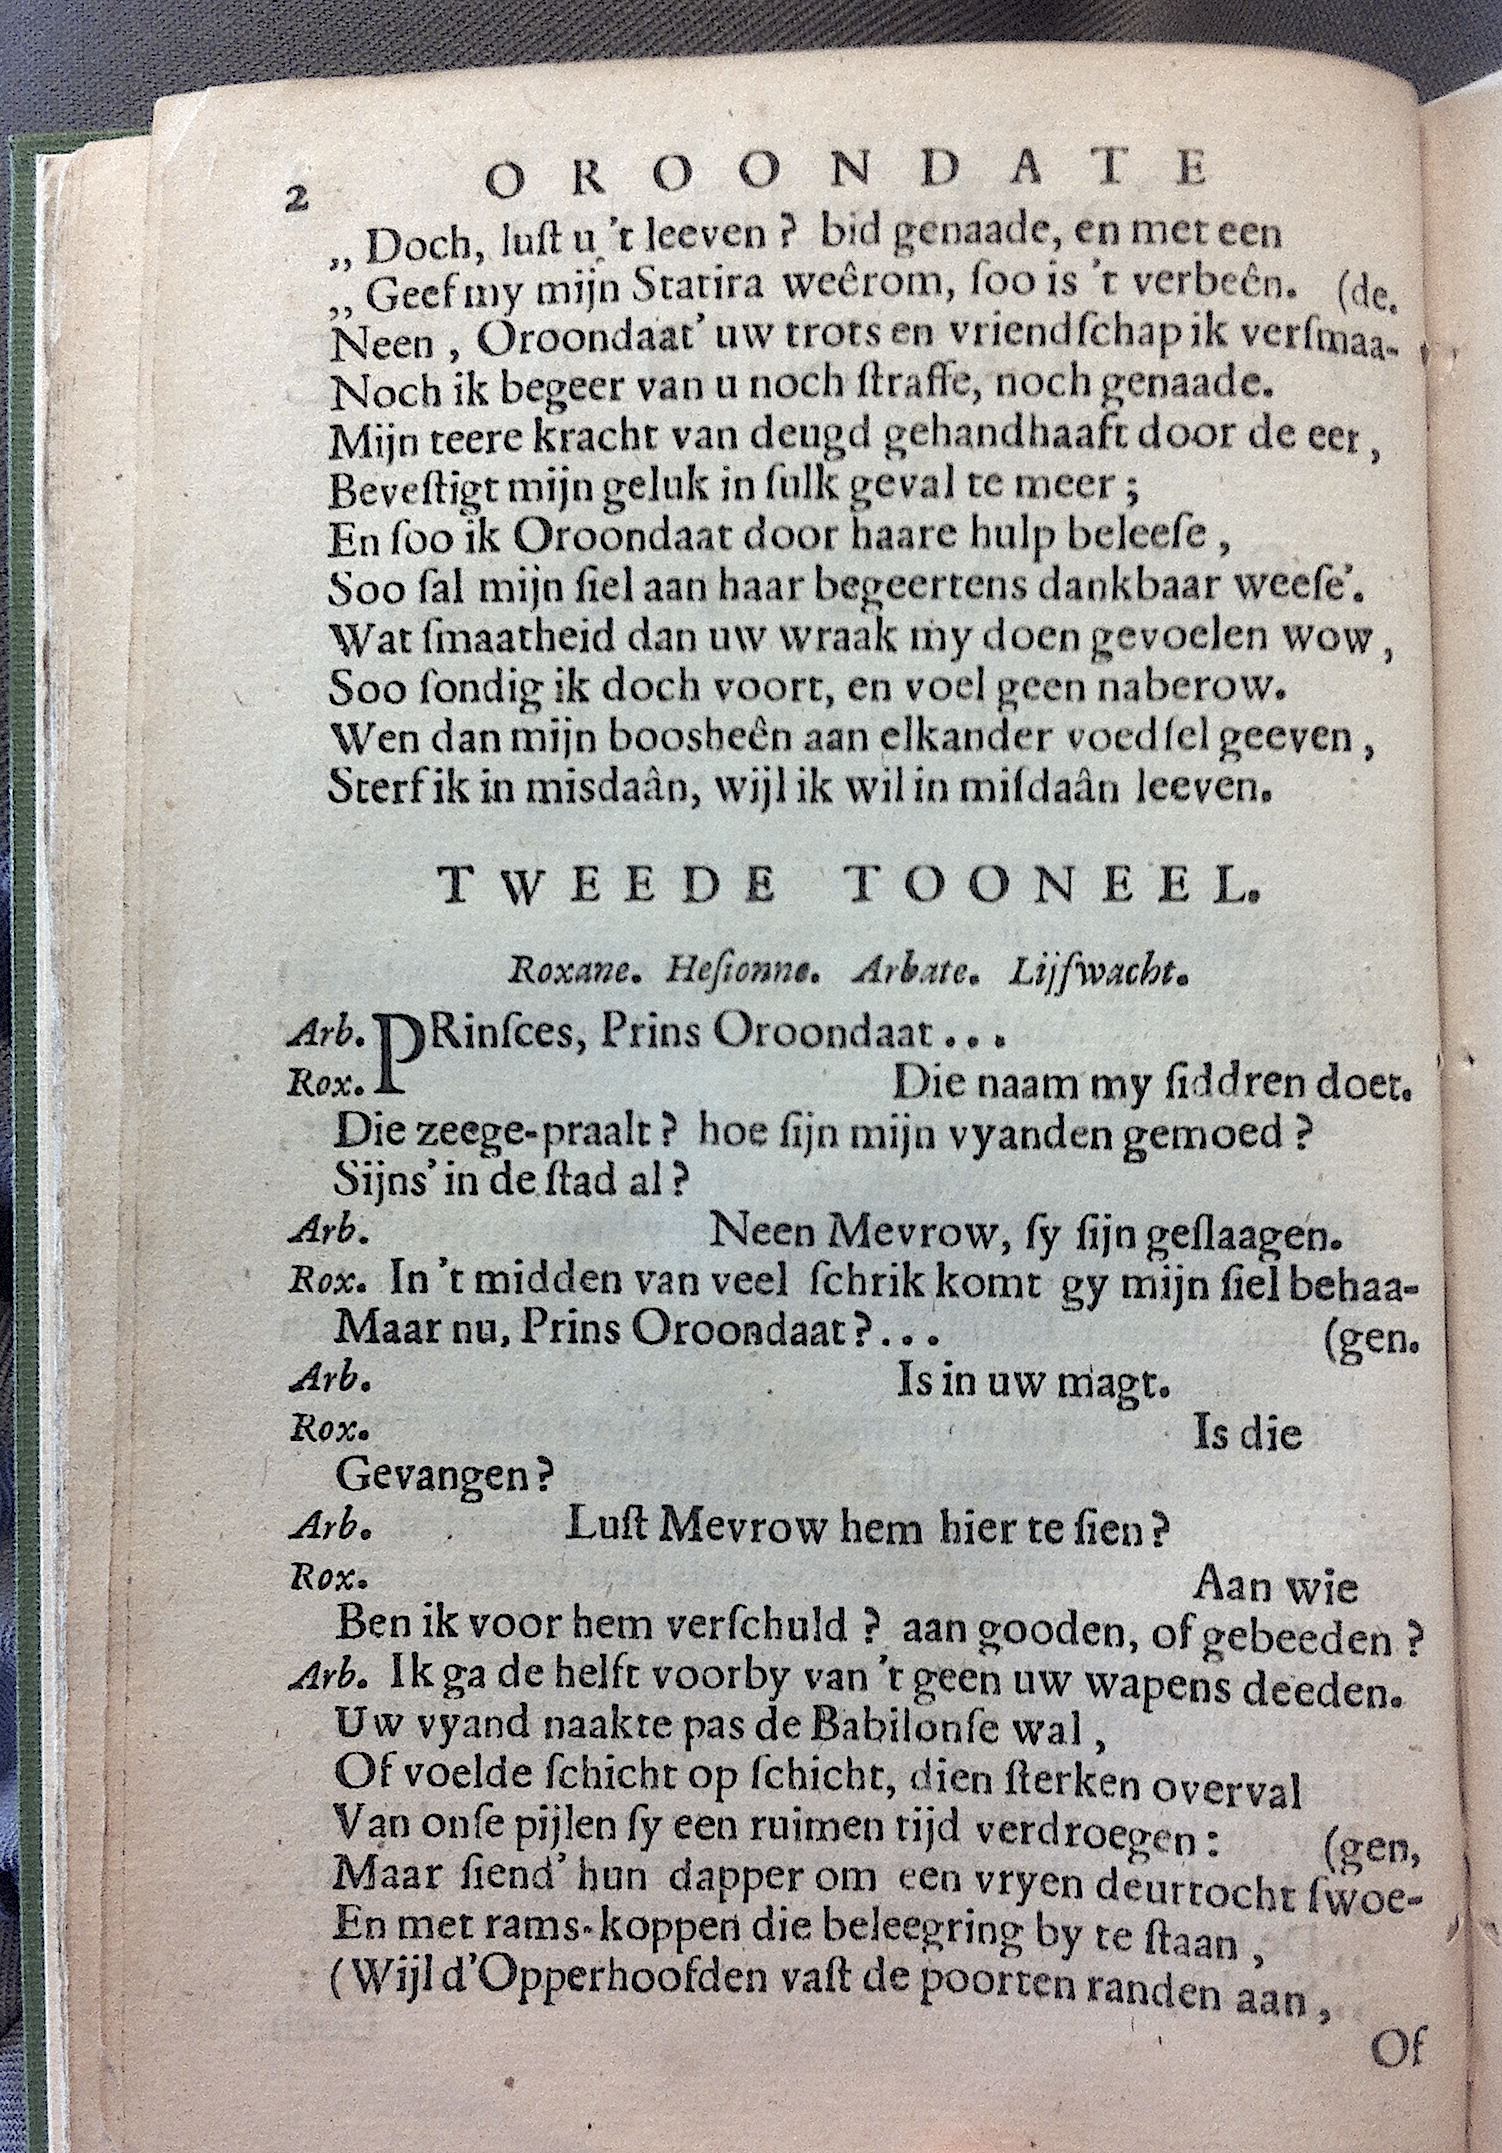 2 OROONDATE
„Doch, luſt u 't leeven? bid genaade, en met een
„Geef my mijn Statira weêrom, ſoo is 't verbeên. (de.
Neen, Oroondaat' uw trots en vriendſchap ik verſmaa-
Noch ik begeer van u noch ſtraffe, noch genaade.
Mijn teere kracht van deugd gehandhaaft door de eer,
Beveſtigt mijn geluk in ſulk geval te meer;
En ſoo ik Oroondaat door haare hulp beleeſe,
Soo ſal mijn ſiel aan haar begeertens dankbaar weeſe'.
Wat ſmaatheid dan uw wraak my doen gevoelen wow,
Soo ſondig ik doch voort, en voel geen naberow.
Wen dan mijn boosheên aan elkander voedſel geeven,
Sterf ik in misdaân, wijl ik wil in miſdaân leeven.
TWEEDE TOONEEL.
Roxane. Heſionne. Arbate. Lijfwacht.
Arb. PRinſces, Prins Oroondaat...
Rox. Die naam my ſiddren doet.
Die zeege-praalt? hoe ſijn mijn vyanden gemoed?
Sijns' in de ſtad al?
Arb. Neen Mevrow, ſy ſijn geſlaagen.
Rox. In 't midden van veel ſchrik komt gy mijn ſiel behaa-
Maar nu, Prins Oroondaat?... (gen.
Arb. Is in uw magt.
Rox. Is die
Gevangen?
Arb. Luſt Mevrow hem hier te ſien?
Rox. Aan wie
Ben ik voor hem verſchuld? aan gooden, of gebeeden?
Arb. Ik ga de helft voorby van 't geen uw wapens deeden.
Uw vyand naakte pas de Babilonſe wal,
Of voelde ſchicht op ſchicht, dien ſterken overval
Van onſe pijlen ſy een ruimen tijd verdroegen: (gen,
Maar ſiend' hun dapper om een vryen deurtocht ſwoe-
En met rams-koppen die beleegring by te ſtaan,
(Wijl d'Opperhoofden vaſt de poorten randen aan,
Of